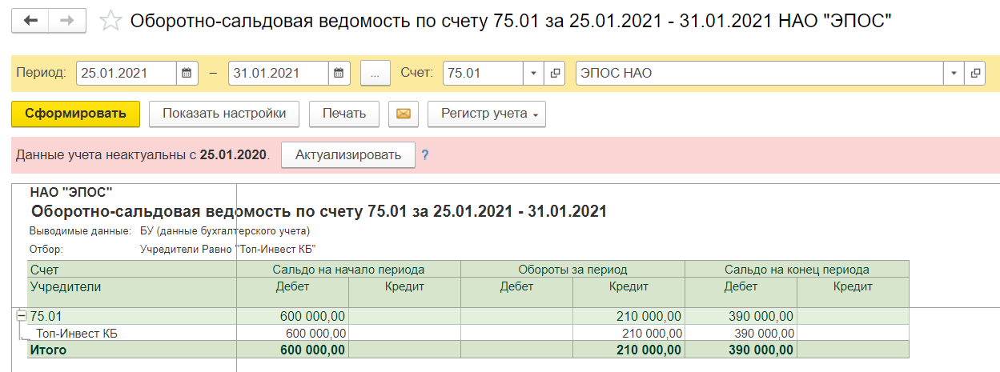 Оборотно-сальдовая ведомость по счету 75.01 за 25.01.2021 - 31.01.2021 НАО "ЭПОС"
Период: 25.01.2021 – 31.01.2021 ... Счет: 75.01 ЭПОС НАО
Сформировать Показать настройки Печать Регистр учета
Данные учета неактуальны с 25.01.2020. Актуализировать ?
НАО "ЭПОС"
Оборотно-сальдовая ведомость по счету 75.01 за 25.01.2021 - 31.01.2021
Выводимые данные: БУ (данные бухгалтерского учета)
Отбор: Учредители Равно "Топ-Инвест КБ"
Счет Сальдо на начало периода Обороты за период Сальдо на конец периода
Учредители Дебет Кредит Дебет Кредит Дебет Кредит
75.01 600 000,00 210 000,00 390 000,00
Топ-Инвест КБ 600 000,00 210 000,00 390 000,00
Итого 600 000,00 210 000,00 390 000,00